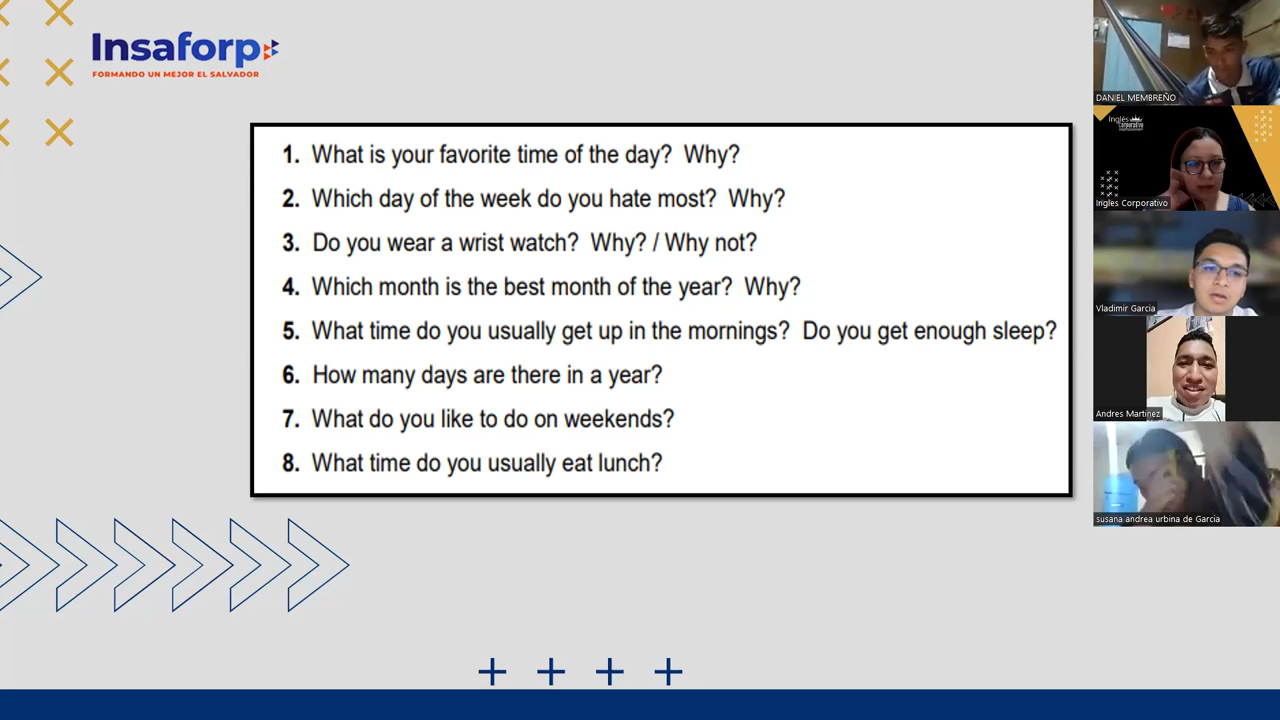 Insaforp
FORMANDO UN MEJOR EL SALVADOR
1. What is your favorite time of the day? Why?
2. Which day of the week do you hate most? Why?
3. Do you wear a wrist watch? Why? / Why not?
4. Which month is the best month of the year? Why?
5. What time do you usually get up in the mornings? Do you get enough sleep?
6. How many days are there in a year?
7. What do you like to do on weekends?
8. What time do you usually eat lunch?
DANIEL MEMBREÑO
Inglés
Corporativo
Ingles Corporativo
Vladimir Garcia
Andres Martinez
susana andrea urbina de Garcia